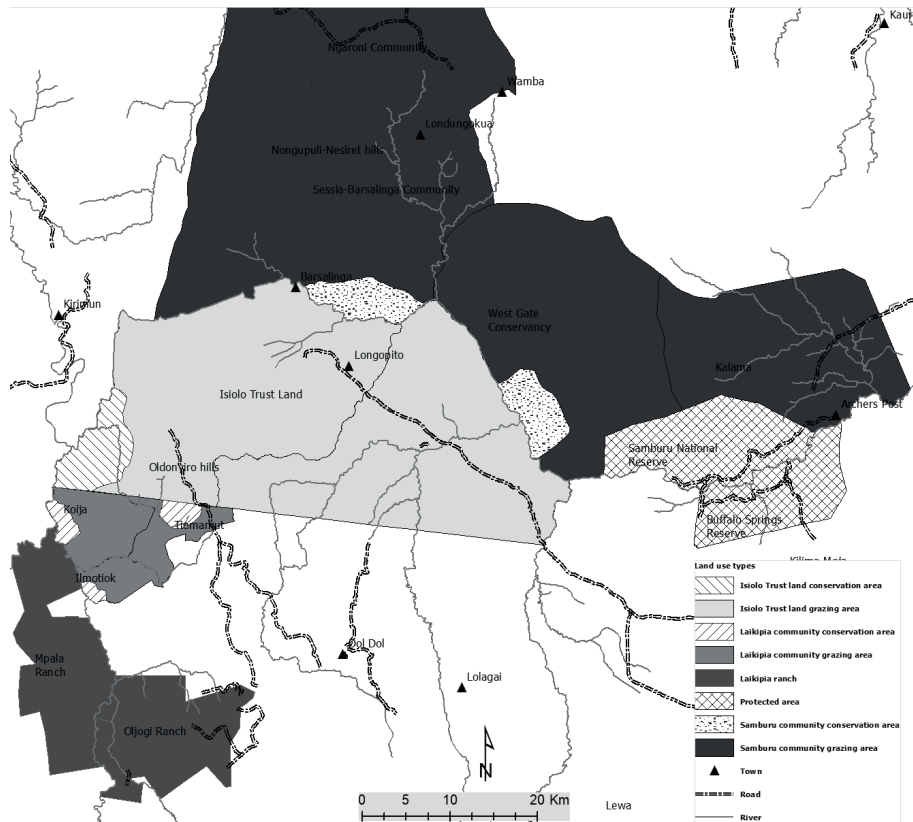 Kaur
Ngaroni Community
Wamba
Londungokua
Nongupuli-Nesiret hills
Sessia-Barsalinga Community
Barsalinga
Kirimun
West Gate
Conservancy
Longopito
Kalama
Isiolo Trust Land
Archers Post
Samburu National
Reserve
Oldonyiro hills
Koija
Tiemamut
Buffalo Springs
Reserve
Ilmotiok
Mpala
Ranch
Dol Dol
Lolagai
Oljogi Ranch
N
0 5 10 20 Km
Lewa
Land use types
Isiolo Trust land conservation area
Isiolo Trust land grazing area
Laikipia community conservation area
Laikipia community grazing area
Laikipia ranch
Protected area
Samburu community conservation area
Samburu community grazing area
Town
Road
River